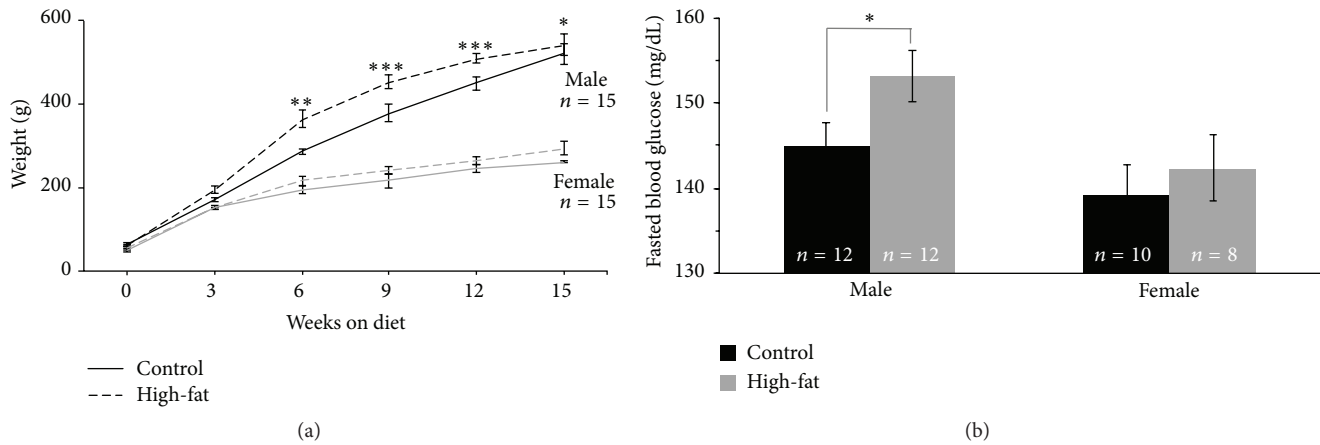 600
400
200
0
Weight (g)
**
***
***
*
Male
n = 15
Female
n = 15
0 3 6 9 12 15
Weeks on diet
Control
High-fat
(a)
160
150
140
130
Fasted blood glucose (mg/dL)
*
n = 12 n = 12 n = 10 n = 8
Male Female
Control
High-fat
(b)